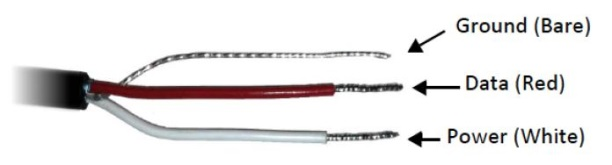 Ground (Bare)
Data (Red)
Power (White)